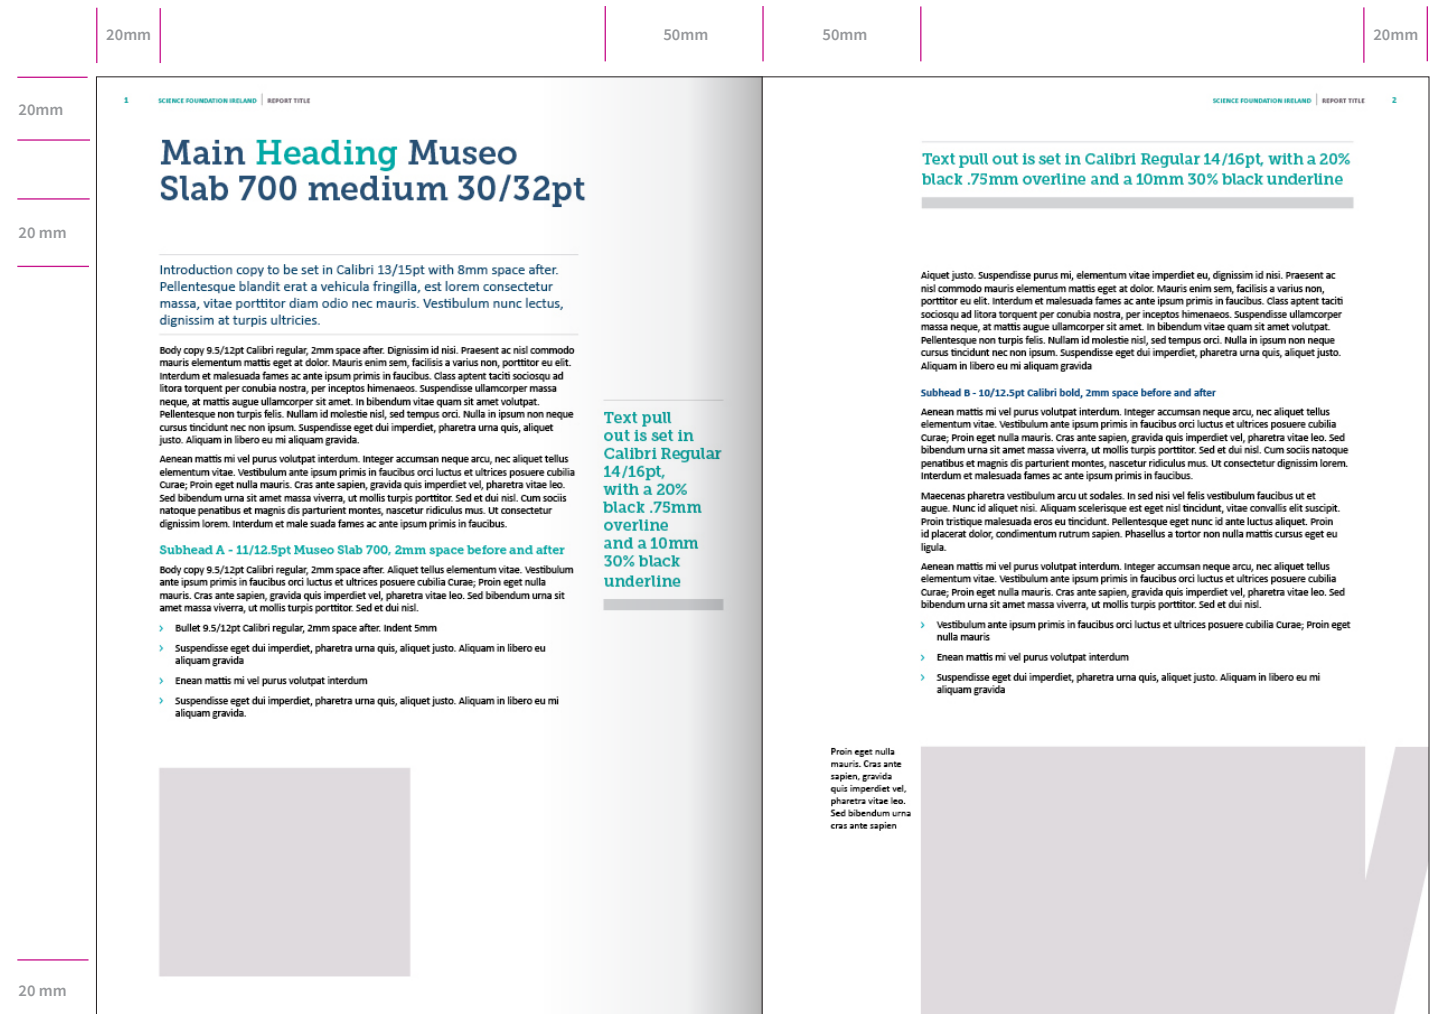 20mm
50mm
50mm
20mm
20mm
20 mm
20 mm
1
SCIENCE FOUNDATION IRELAND | REPORT TITLE
Main Heading Museo
Slab 700 medium 30/32pt
Introduction copy to be set in Calibri 13/15pt with 8mm space after.
Pellentesque blandit erat a vehicula fringilla, est lorem consectetur
massa, vitae porttitor diam odio nec mauris. Vestibulum nunc lectus,
dignissim at turpis ultricies.
Body copy 9.5/12pt Calibri regular, 2mm space after. Dignissim id nisi. Praesent ac nisl commodo
mauris elementum mattis eget at dolor. Mauris enim sem, facilisis a varius non, porttitor eu elit.
Interdum et malesuada fames ac ante ipsum primis in faucibus. Class aptent taciti sociosqu ad
litora torquent per conubia nostra, per inceptos himenaeos. Suspendisse ullamcorper massa
neque, at mattis augue ullamcorper sit amet. In bibendum vitae quam sit amet volutpat.
Pellentesque non turpis felis. Nullam id molestie nisl, sed tempus orci. Nulla in ipsum non neque
cursus tincidunt nec non ipsum. Suspendisse eget dui imperdiet, pharetra urna quis, aliquet
justo. Aliquam in libero eu mi aliquam gravida.
Aenean mattis mi vel purus volutpat interdum. Integer accumsan neque arcu, nec aliquet tellus
elementum vitae. Vestibulum ante ipsum primis in faucibus orci luctus et ultrices posuere cubilia
Curae; Proin eget nulla mauris. Cras ante sapien, gravida quis imperdiet vel, pharetra vitae leo.
Sed bibendum urna sit amet massa viverra, ut mollis turpis porttitor. Sed et dui nisl. Cum sociis
natoque penatibus et magnis dis parturient montes, nascetur ridiculus mus. Ut consectetur
dignissim lorem. Interdum et male suada fames ac ante ipsum primis in faucibus.
Subhead A - 11/12.5pt Museo Slab 700, 2mm space before and after
Body copy 9.5/12pt Calibri regular, 2mm space after. Aliquet tellus elementum vitae. Vestibulum
ante ipsum primis in faucibus orci luctus et ultrices posuere cubilia Curae; Proin eget nulla
mauris. Cras ante sapien, gravida quis imperdiet vel, pharetra vitae leo. Sed bibendum urna sit
amet massa viverra, ut mollis turpis porttitor. Sed et dui nisl.
› Bullet 9.5/12pt Calibri regular, 2mm space after. Indent 5mm
› Suspendisse eget dui imperdiet, pharetra urna quis, aliquet justo. Aliquam in libero eu
aliquam gravida
› Enean mattis mi vel purus volutpat interdum
› Suspendisse eget dui imperdiet, pharetra urna quis, aliquet justo. Aliquam in libero eu mi
aliquam gravida.
Text pull
out is set in
Calibri Regular
14/16pt,
with a 20%
black .75mm
overline
and a 10mm
30% black
underline
SCIENCE FOUNDATION IRELAND | REPORT TITLE
2
Text pull out is set in Calibri Regular 14/16pt, with a 20%
black .75mm overline and a 10mm 30% black underline
Aiquet justo. Suspendisse purus mi, elementum vitae imperdiet eu, dignissim id nisi. Praesent ac
nisl commodo mauris elementum mattis eget at dolor. Mauris enim sem, facilisis a varius non,
porttitor eu elit. Interdum et malesuada fames ac ante ipsum primis in faucibus. Class aptent taciti
sociosqu ad litora torquent per conubia nostra, per inceptos himenaeos. Suspendisse ullamcorper
massa neque, at mattis augue ullamcorper sit amet. In bibendum vitae quam sit amet volutpat.
Pellentesque non turpis felis. Nullam id molestie nisl, sed tempus orci. Nulla in ipsum non neque
cursus tincidunt nec non ipsum. Suspendisse eget dui imperdiet, pharetra urna quis, aliquet justo.
Aliquam in libero eu mi aliquam gravida
Subhead B - 10/12.5pt Calibri bold, 2mm space before and after
Aenean mattis mi vel purus volutpat interdum. Integer accumsan neque arcu, nec aliquet tellus
elementum vitae. Vestibulum ante ipsum primis in faucibus orci luctus et ultrices posuere cubilia
Curae; Proin eget nulla mauris. Cras ante sapien, gravida quis imperdiet vel, pharetra vitae leo. Sed
bibendum urna sit amet massa viverra, ut mollis turpis porttitor. Sed et dui nisl. Cum sociis natoque
penatibus et magnis dis parturient montes, nascetur ridiculus mus. Ut consectetur dignissim lorem.
Interdum et malesuada fames ac ante ipsum primis in faucibus.
Maecenas pharetra vestibulum arcu ut sodales. In sed nisi vel felis vestibulum faucibus ut et
augue. Nunc id aliquet nisi. Aliquam scelerisque est eget nisl tincidunt, vitae convallis elit suscipit.
Proin tristique malesuada eros eu tincidunt. Pellentesque eget nunc id ante luctus aliquet. Proin
id placerat dolor, condimentum rutrum sapien. Phasellus a tortor non nulla mattis cursus eget eu
ligula.
Aenean mattis mi vel purus volutpat interdum. Integer accumsan neque arcu, nec aliquet tellus
elementum vitae. Vestibulum ante ipsum primis in faucibus orci luctus et ultrices posuere cubilia
Curae; Proin eget nulla mauris. Cras ante sapien, gravida quis imperdiet vel, pharetra vitae leo. Sed
bibendum urna sit amet massa viverra, ut mollis turpis porttitor. Sed et dui nisl.
› Vestibulum ante ipsum primis in faucibus orci luctus et ultrices posuere cubilia Curae; Proin eget
nulla mauris
› Enean mattis mi vel purus volutpat interdum
› Suspendisse eget dui imperdiet, pharetra urna quis, aliquet justo. Aliquam in libero eu mi
aliquam gravida
Proin eget nulla
mauris. Cras ante
sapien, gravida
quis imperdiet vel,
pharetra vitae leo.
Sed bibendum urna
cras ante sapien